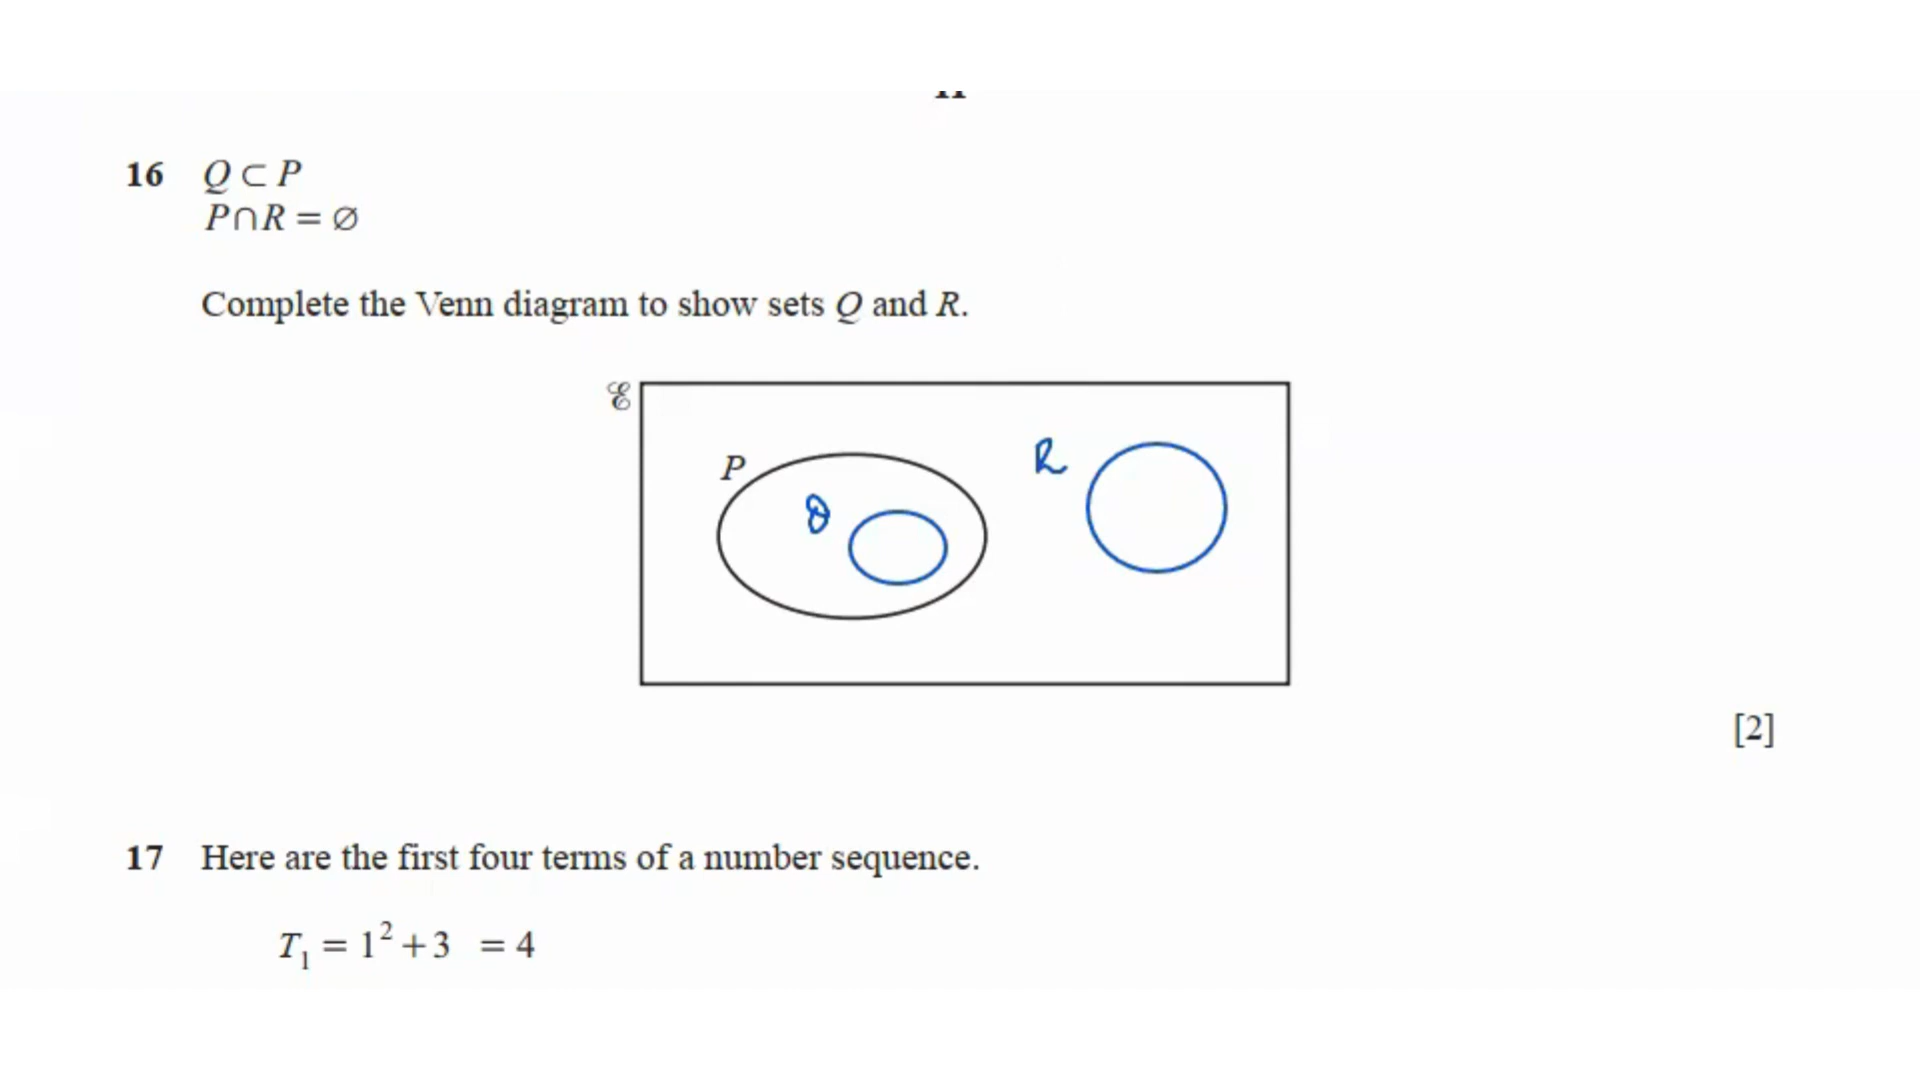 16 Q ⊂ P
P∩R = ∅
Complete the Venn diagram to show sets Q and R.
ℰ
P
Q
R
[2]
17 Here are the first four terms of a number sequence.
T₁ = 1² + 3 = 4